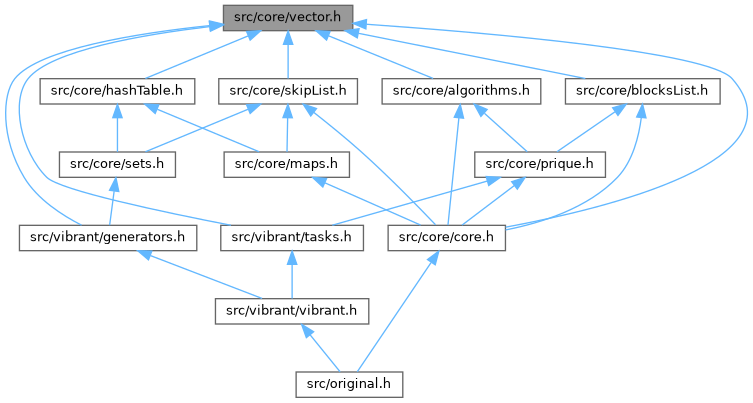 src/core/vector.h
src/core/hashTable.h
src/core/skipList.h
src/core/algorithms.h
src/core/blocksList.h
src/core/sets.h
src/core/maps.h
src/core/prique.h
src/vibrant/generators.h
src/vibrant/tasks.h
src/core/core.h
src/vibrant/vibrant.h
src/original.h